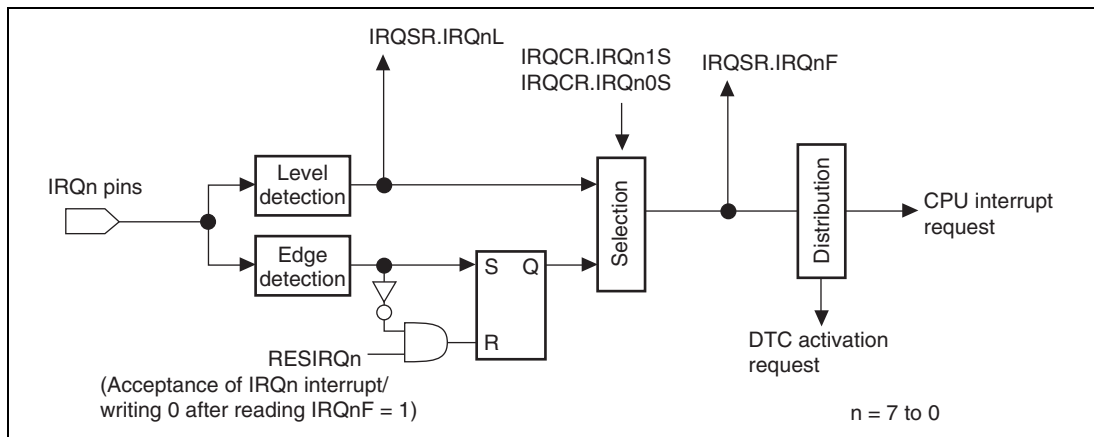 IRQSR.IRQnL
IRQCR.IRQn1S
IRQCR.IRQn0S
IRQSR.IRQnF
IRQn pins
Level
detection
Edge
detection
S Q
R
Selection
Distribution
CPU interrupt
request
DTC activation
request
RESIRQn
(Acceptance of IRQn interrupt/
writing 0 after reading IRQnF = 1)
n = 7 to 0